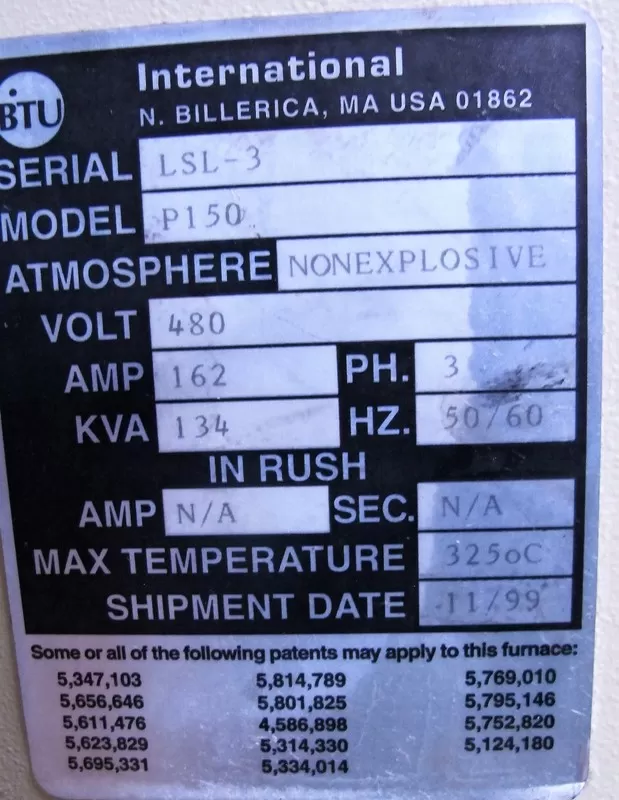 BTU International
N. BILLERICA, MA USA 01862
SERIAL LSL-3
MODEL P150
ATMOSPHERE NONEXPLOSIVE
VOLT 480
AMP 162 PH. 3
KVA 134 HZ. 50/60
IN RUSH
AMP N/A SEC. N/A
MAX TEMPERATURE 325oC
SHIPMENT DATE 11/99
Some or all of the following patents may apply to this furnace:
5,347,103 5,814,789 5,769,010
5,656,646 5,801,825 5,795,146
5,611,476 4,586,898 5,752,820
5,623,829 5,314,330 5,124,180
5,695,331 5,334,014